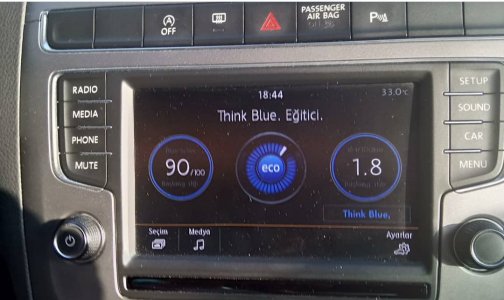 PASSENGER
AIR BAG
OFF
P
RADIO
MEDIA
PHONE
MUTE
SETUP
SOUND
CAR
MENU
18:44
33.0°C
Think Blue. Eğitici.
90/100
eco
1.8
Think Blue.
Seçim
Medya
Ayarlar